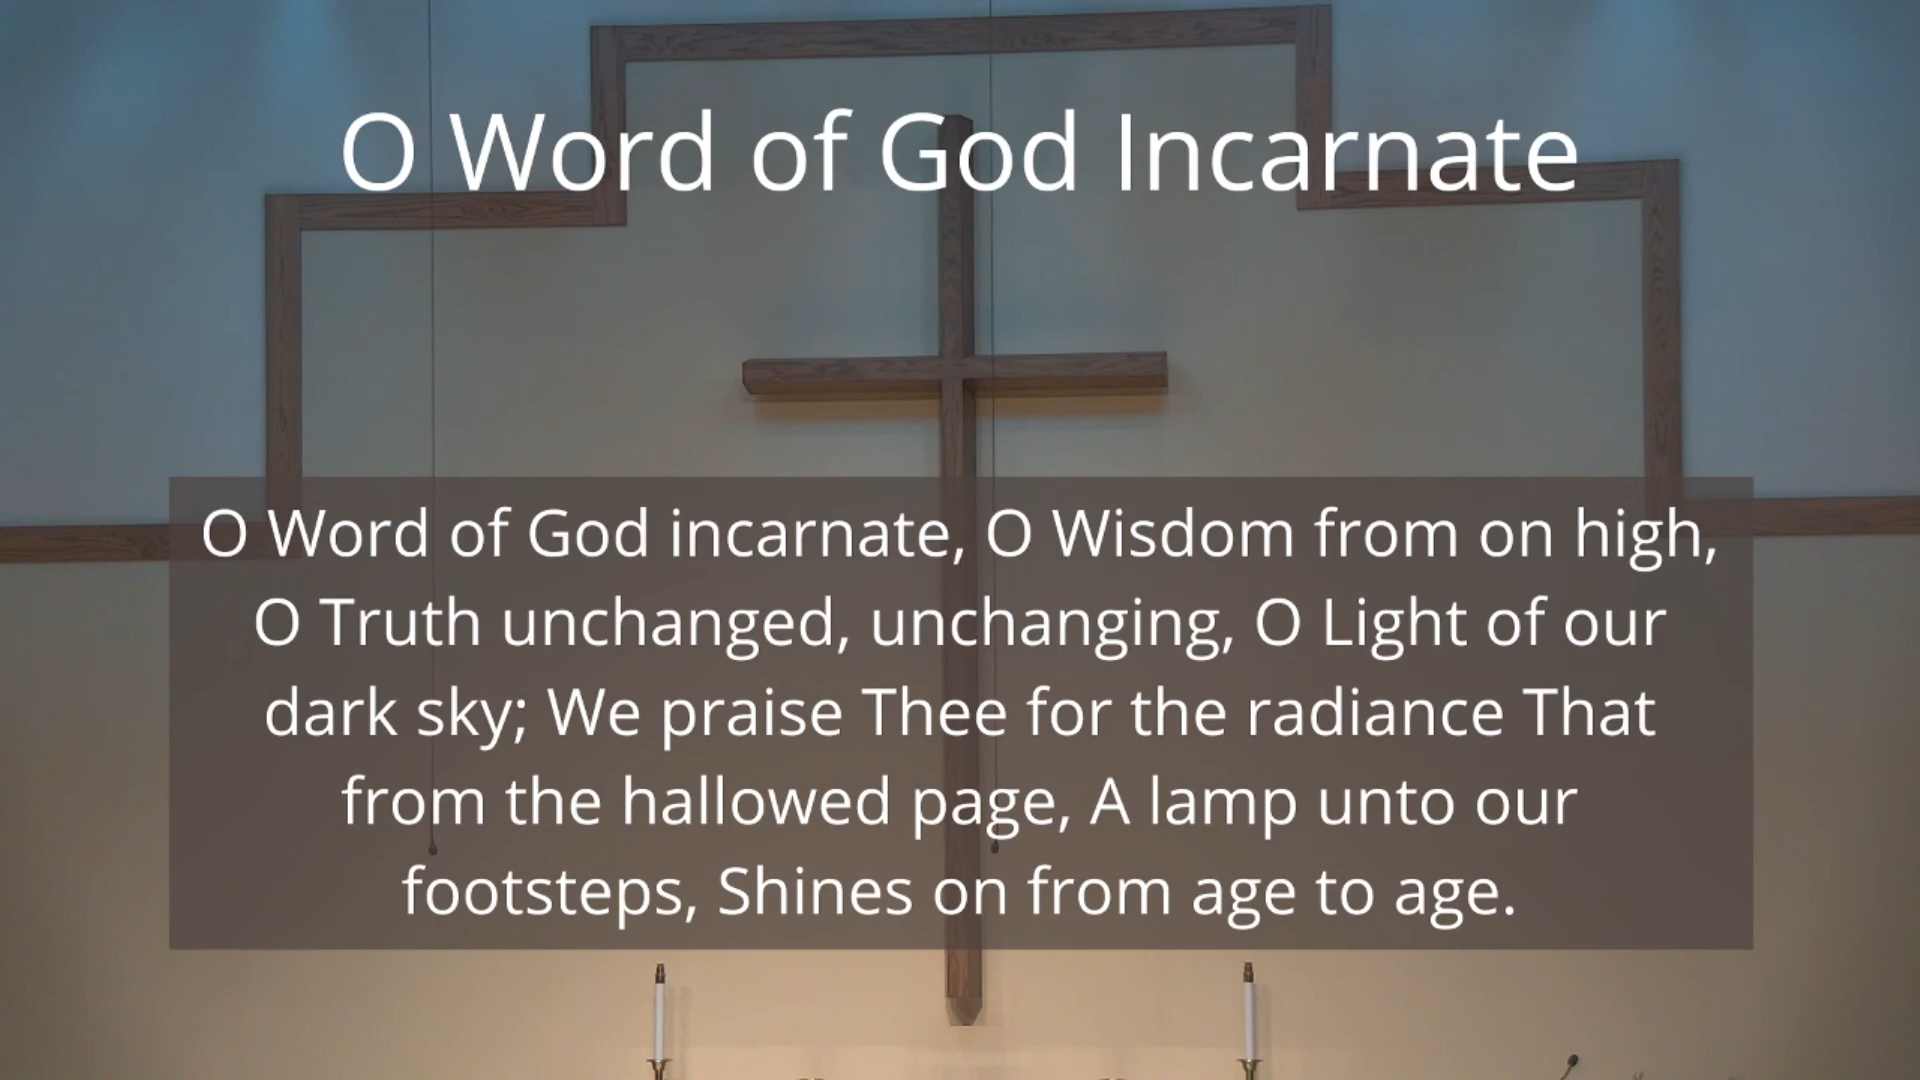 O Word of God Incarnate
O Word of God incarnate, O Wisdom from on high,
O Truth unchanged, unchanging, O Light of our
dark sky; We praise Thee for the radiance That
from the hallowed page, A lamp unto our
footsteps, Shines on from age to age.